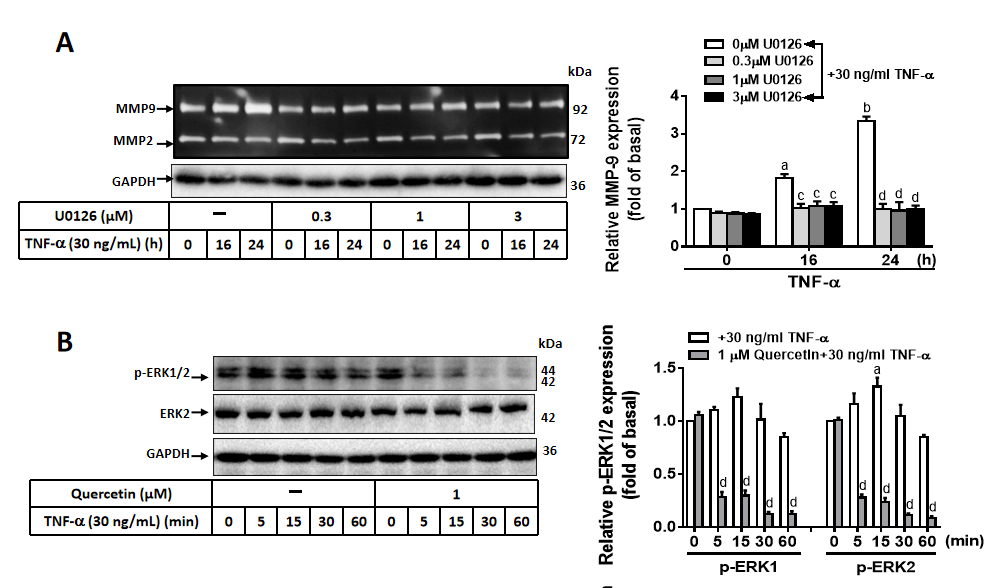 A
kDa
MMP9
92
MMP2
72
GAPDH
36
U0126 (μM)
–
0.3
1
3
TNF-α (30 ng/mL) (h)
0
16
24
0
16
24
0
16
24
0
16
24
0μM U0126
0.3μM U0126
1μM U0126
3μM U0126
+30 ng/ml TNF-α
Relative MMP-9 expression
(fold of basal)
4
3
2
1
0
a
c
c
c
b
d
d
d
0
16
24
(h)
TNF-α
B
kDa
p-ERK1/2
44
42
ERK2
42
GAPDH
36
Quercetin (μM)
–
1
TNF-α (30 ng/mL) (min)
0
5
15
30
60
0
5
15
30
60
+30 ng/ml TNF-α
1 μM Quercetin+30 ng/ml TNF-α
Relative p-ERK1/2 expression
(fold of basal)
1.5
1.0
0.5
0.0
d
d
d
d
a
d
d
d
d
0
5
15
30
60
0
5
15
30
60
(min)
p-ERK1
p-ERK2